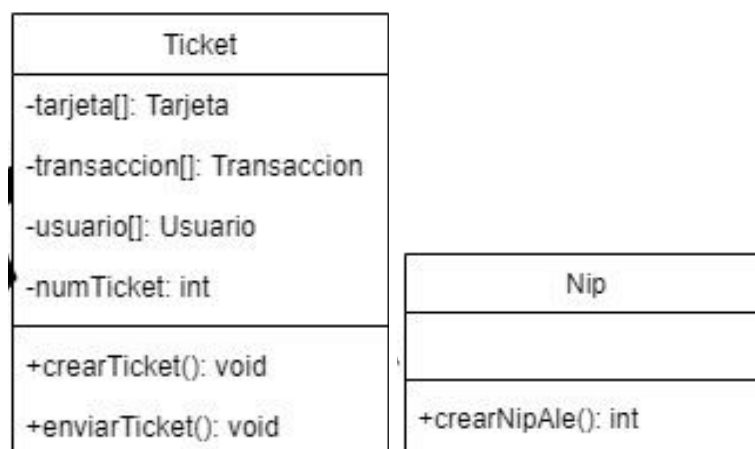 Ticket
-tarjeta[]: Tarjeta
-transaccion[]: Transaccion
-usuario[]: Usuario
-numTicket: int
+crearTicket(): void
+enviarTicket(): void
Nip
+crearNipAle(): int